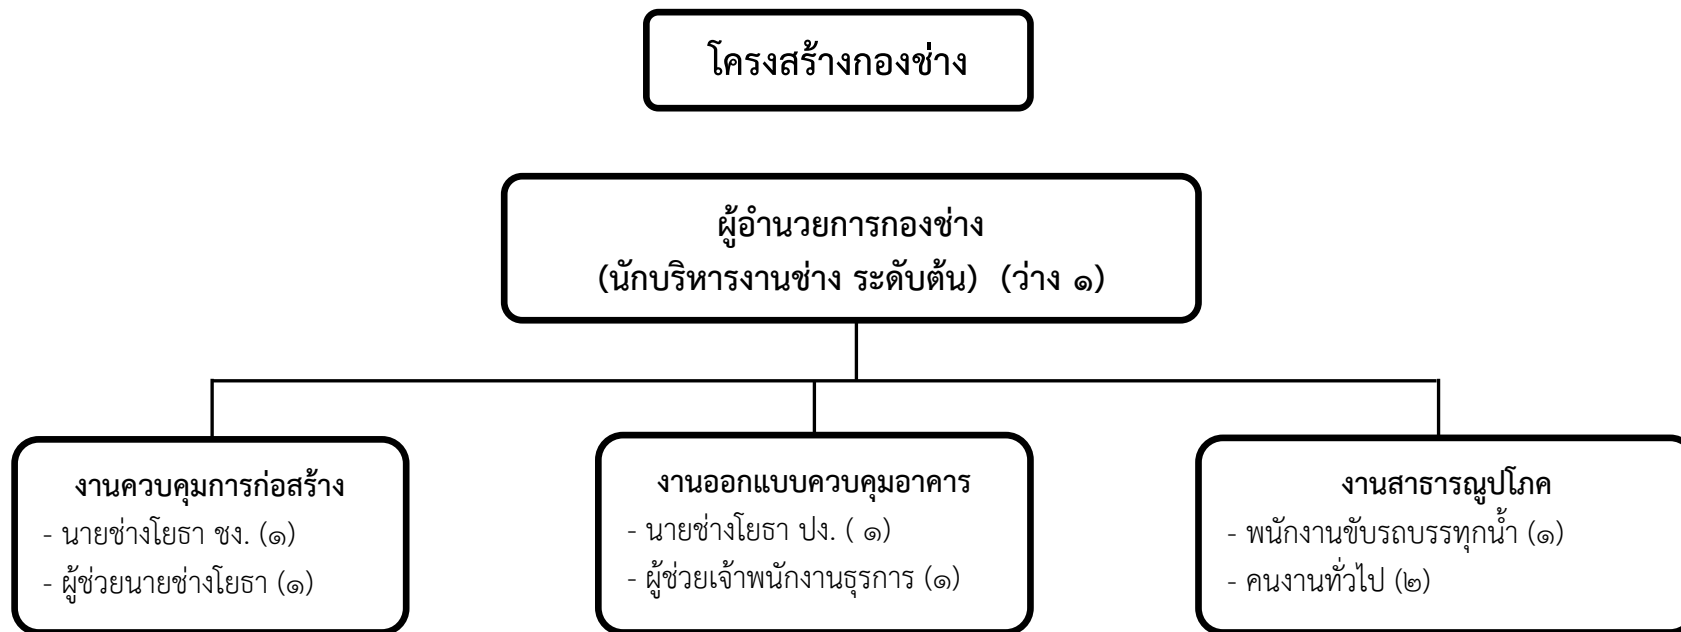 โครงสร้างกองช่าง
ผู้อำนวยการกองช่าง
(นักบริหารงานช่าง ระดับต้น) (ว่าง ๑)
งานควบคุมการก่อสร้าง
- นายช่างโยธา ชง. (๑)
- ผู้ช่วยนายช่างโยธา (๑)
งานออกแบบควบคุมอาคาร
- นายช่างโยธา ปง. ( ๑)
- ผู้ช่วยเจ้าพนักงานธุรการ (๑)
งานสาธารณูปโภค
- พนักงานขับรถบรรทุกน้ำ (๑)
- คนงานทั่วไป (๒)